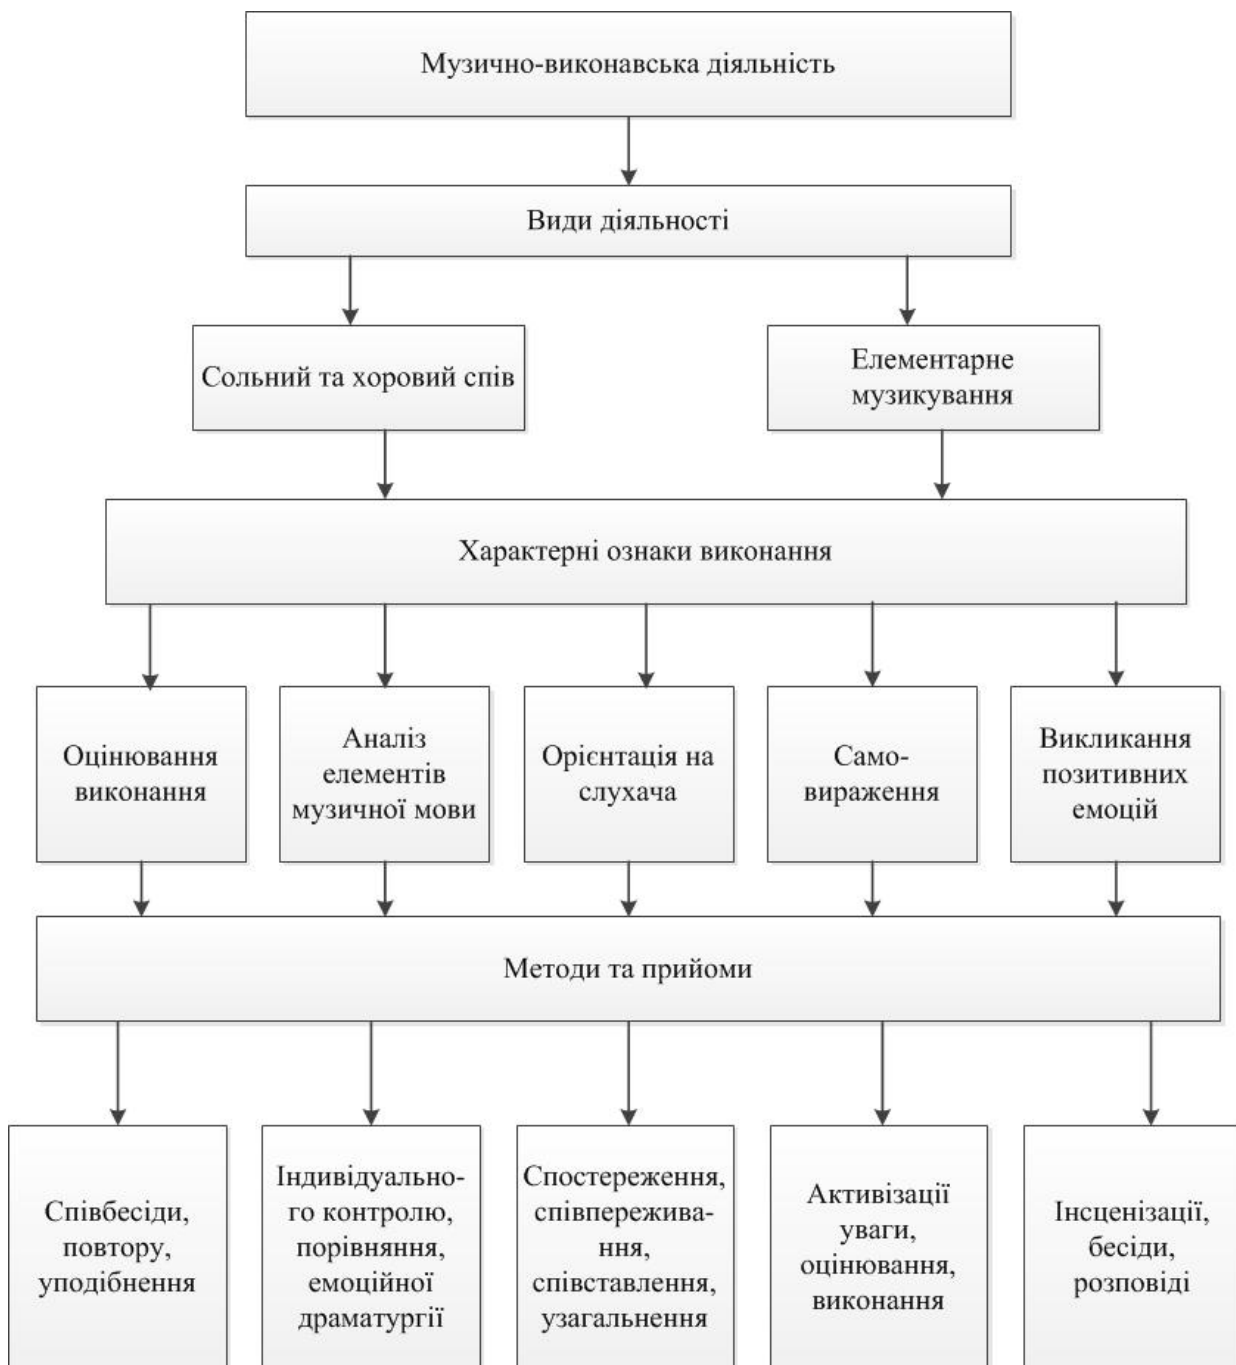 Музично-виконавська діяльність
Види діяльності
Сольний та хоровий спів
Елементарне
музикування
Характерні ознаки виконання
Оцінювання
виконання
Аналіз
елементів
музичної мови
Орієнтація на
слухача
Само-
вираження
Викликання
позитивних
емоцій
Методи та прийоми
Співбесіди,
повтору,
уподібнення
Індивідуально-
го контролю,
порівняння,
емоційної
драматургії
Спостереження,
співпережива-
ння,
співставлення,
узагальнення
Активізації
уваги,
оцінювання,
виконання
Інсценізації,
бесіди,
розповіді